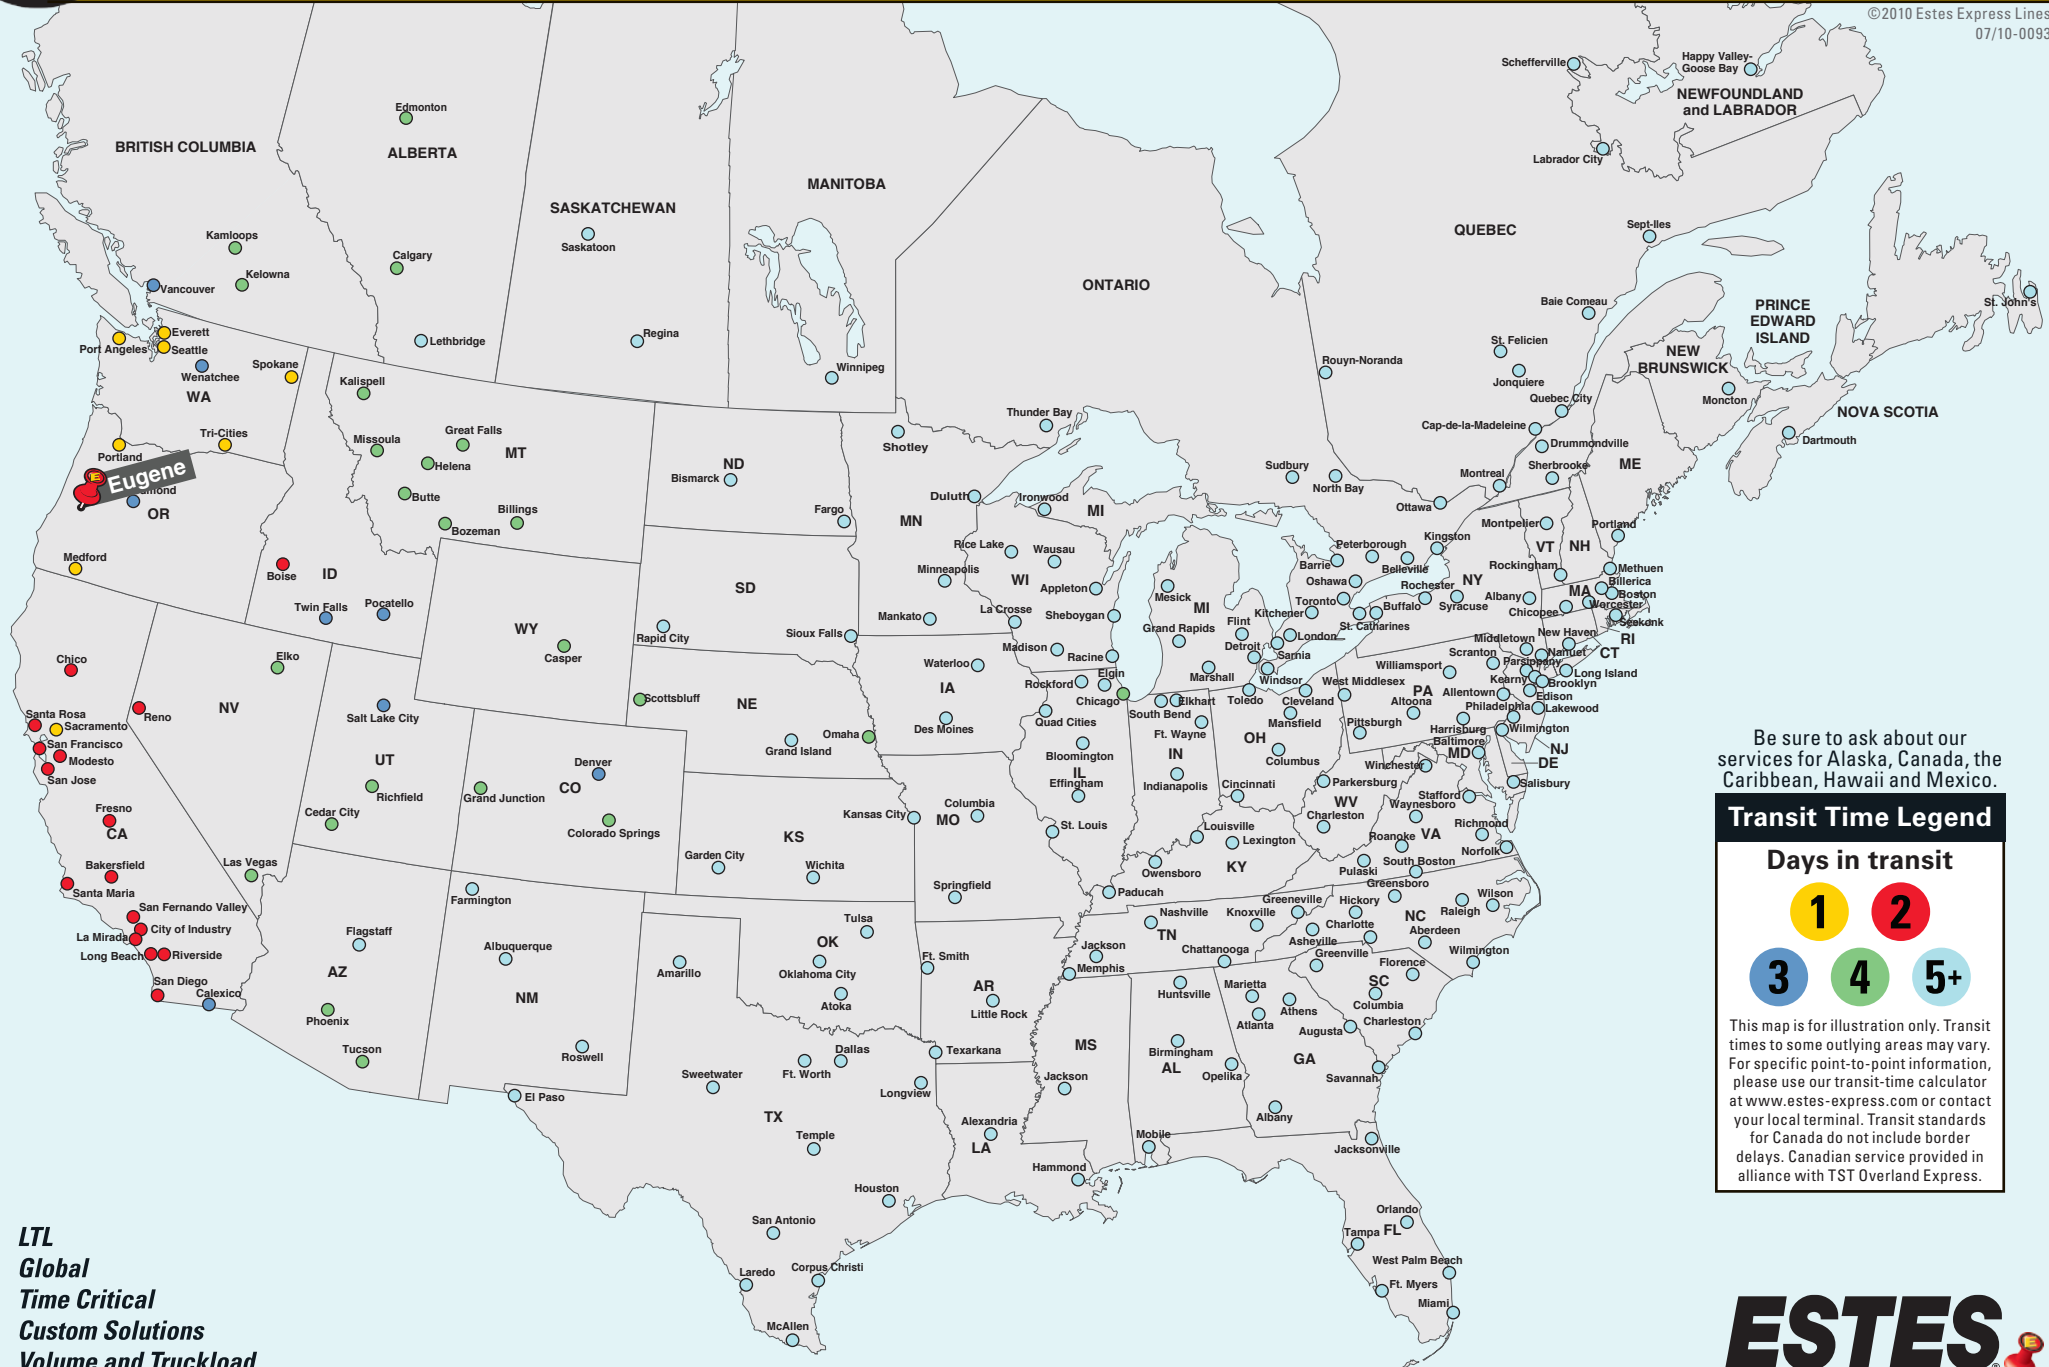 ©2010 Estes Express Lines
07/10-0093
Schefferville
Happy Valley-
Goose Bay
NEWFOUNDLAND
and LABRADOR
Labrador City
Edmonton
BRITISH COLUMBIA
ALBERTA
MANITOBA
SASKATCHEWAN
Saskatoon
QUEBEC
Sept-Iles
Kamloops
Kelowna
Calgary
Vancouver
ONTARIO
Baie Comeau
PRINCE
EDWARD
ISLAND
St. John's
Everett
Port Angeles
Seattle
Lethbridge
Regina
St. Felicien
Jonquiere
NEW
BRUNSWICK
Moncton
Rouyn-Noranda
Winnipeg
Wenatchee
Spokane
WA
Kalispell
Quebec City
NOVA SCOTIA
Dartmouth
Thunder Bay
Shotley
Cap-de-la-Madeleine
Drummondville
Tri-Cities
Portland
Missoula
Great Falls
MT
Helena
ND
Bismarck
Sudbury
North Bay
Montreal
Sherbrooke
ME
Eugene
mond
OR
Butte
Bozeman
Billings
Fargo
Duluth
Ironwood
MI
MN
Ottawa
Montpelier
Portland
VT
NH
Medford
Boise
ID
Rice Lake
Wausau
Minneapolis
WI
Appleton
Peterborough
Kingston
Barrie
Belleville
Rockingham
Methuen
Billerica
Boston
MA
Worcester
Seekonk
RI
SD
Mesick
MI
Oshawa
Rochester
NY
Toronto
Buffalo
Syracuse
Albany
Chicopee
Twin Falls
Pocatello
WY
Casper
Rapid City
Sioux Falls
Mankato
La Crosse
Sheboygan
Grand Rapids
Flint
Kitchener
St. Catharines
London
Sarnia
Detroit
Middletown
New Haven
CT
Nanuet
Chico
Elko
NV
Madison
Racine
Waterloo
IA
Rockford
Elgin
Chicago
Marshall
Windsor
Scranton
Parsippany
Williamsport
Kearny
Long Island
Brooklyn
Edison
Lakewood
Santa Rosa
Sacramento
Reno
San Francisco
Modesto
San Jose
Salt Lake City
UT
Scottsbluff
NE
Grand Island
Omaha
Des Moines
Quad Cities
South Bend
Elkhart
Ft. Wayne
Toledo
Cleveland
Mansfield
West Middlesex
PA
Altoona
Allentown
Philadelphia
Pittsburgh
Harrisburg
Wilmington
Baltimore
MD
NJ
DE
Bloomington
IL
Effingham
IN
Indianapolis
OH
Columbus
Winchester
Salisbury
Be sure to ask about our
services for Alaska, Canada, the
Caribbean, Hawaii and Mexico.
Fresno
CA
Cedar City
Richfield
Grand Junction
Denver
CO
Colorado Springs
Kansas City
MO
Columbia
St. Louis
Cincinnati
Parkersburg
WV
Charleston
Stafford
Waynesboro
Richmond
VA
Roanoke
Norfolk
Louisville
Lexington
KY
Owensboro
Pulaski
South Boston
Transit Time Legend
Days in transit
1
2
3
4
5+
This map is for illustration only. Transit
times to some outlying areas may vary.
For specific point-to-point information,
please use our transit-time calculator
at www.estes-express.com or contact
your local terminal. Transit standards
for Canada do not include border
delays. Canadian service provided in
alliance with TST Overland Express.
Bakersfield
Santa Maria
Las Vegas
San Fernando Valley
City of Industry
La Mirada
Long Beach
Riverside
San Diego
Calexico
Flagstaff
AZ
Phoenix
Tucson
Farmington
Albuquerque
NM
Roswell
KS
Garden City
Wichita
Springfield
Paducah
Nashville
TN
Knoxville
Greeneville
Hickory
Greensboro
Wilson
Raleigh
NC
Charlotte
Asheville
Aberdeen
Chattanooga
Wilmington
Greenville
Florence
SC
Columbia
Charleston
Amarillo
Tulsa
OK
Oklahoma City
Atoka
Ft. Smith
AR
Little Rock
Jackson
Memphis
Huntsville
Marietta
Athens
Atlanta
Augusta
GA
Savannah
MS
Jackson
Birmingham
AL
Opelika
Albany
Texarkana
Dallas
Ft. Worth
Sweetwater
Longview
El Paso
TX
Temple
Alexandria
LA
Hammond
Mobile
Jacksonville
Houston
San Antonio
Laredo
Corpus Christi
McAllen
Orlando
Tampa
FL
West Palm Beach
Ft. Myers
Miami
LTL
Global
Time Critical
Custom Solutions
Volume and Truckload
ESTES